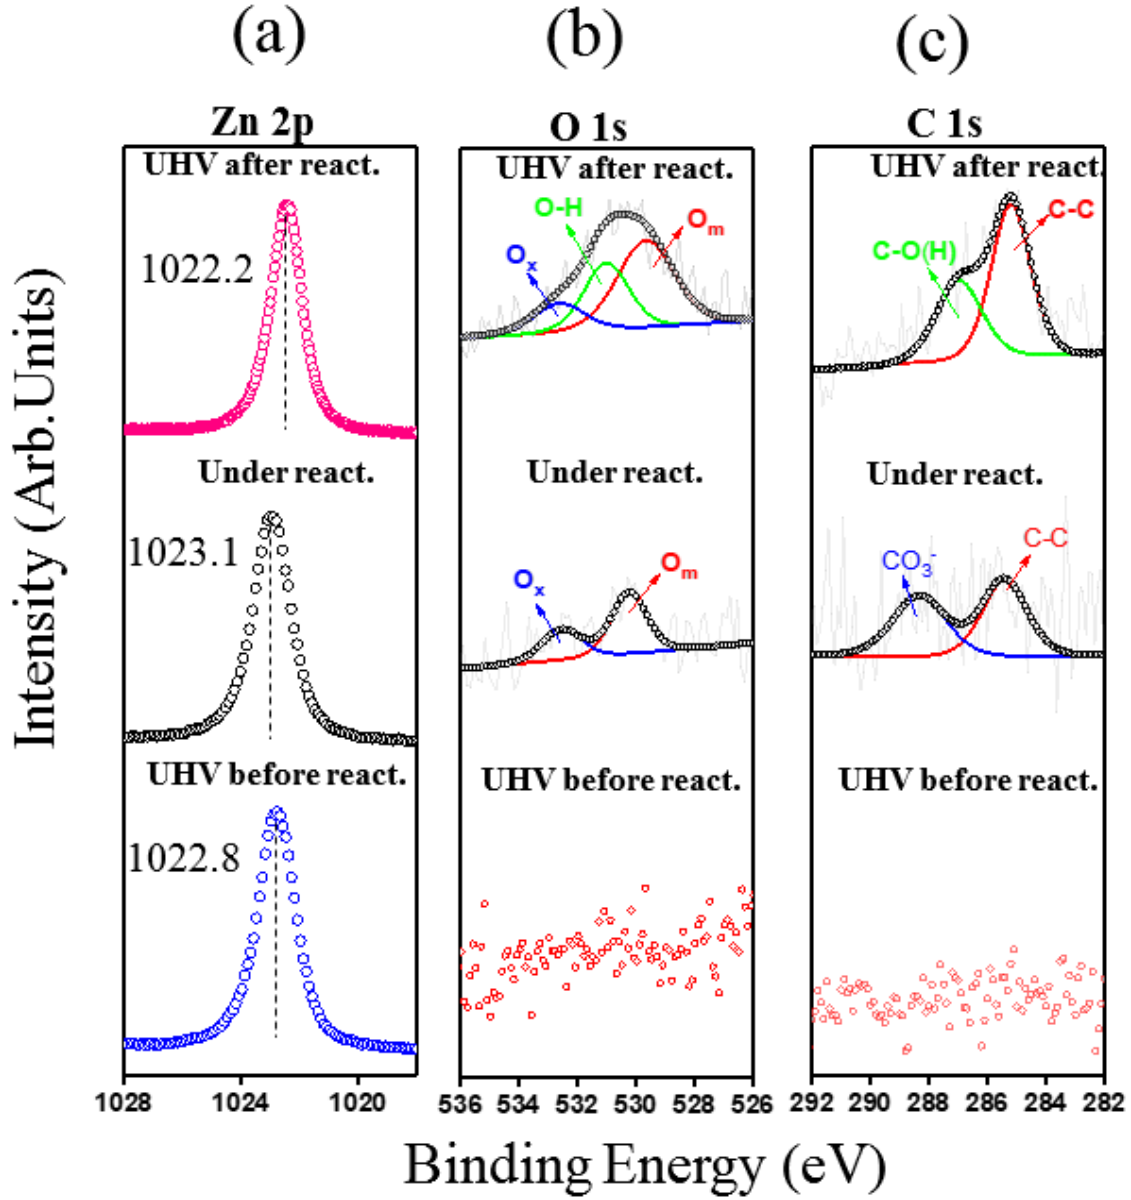 (a)
(b)
(c)
Zn 2p
O 1s
C 1s
Intensity (Arb.Units)
UHV after react.
1022.2
Under react.
1023.1
UHV before react.
1022.8
UHV after react.
O-H
Oₘ
Oₓ
Under react.
Oₓ
Oₘ
UHV before react.
UHV after react.
C-C
C-O(H)
Under react.
C-C
CO₃⁻
UHV before react.
1028 1024 1020
536 534 532 530 528 526
292 290 288 286 284 282
Binding Energy (eV)